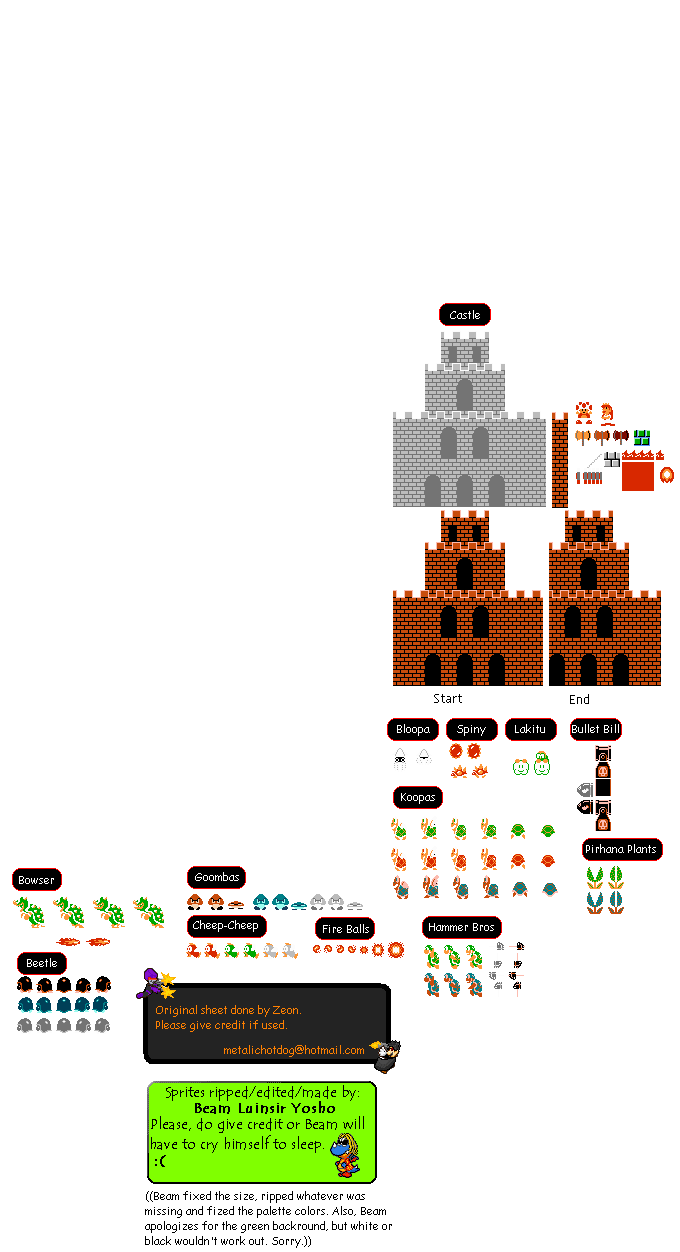 Castle
Start
End
Bloopa
Spiny
Lakitu
Bullet Bill
Koopas
Pirhana Plants
Bowser
Goombas
Cheep-Cheep
Fire Balls
Hammer Bros
Beetle
Original sheet done by Zeon.
Please give credit if used.
metalichotdog@hotmail.com
Sprites ripped/edited/made by:
Beam Luinsir Yosho
Please, do give credit or Beam will
have to cry himself to sleep.
:(
((Beam fixed the size, ripped whatever was
missing and fized the palette colors. Also, Beam
apologizes for the green backround, but white or
black wouldn't work out. Sorry.))